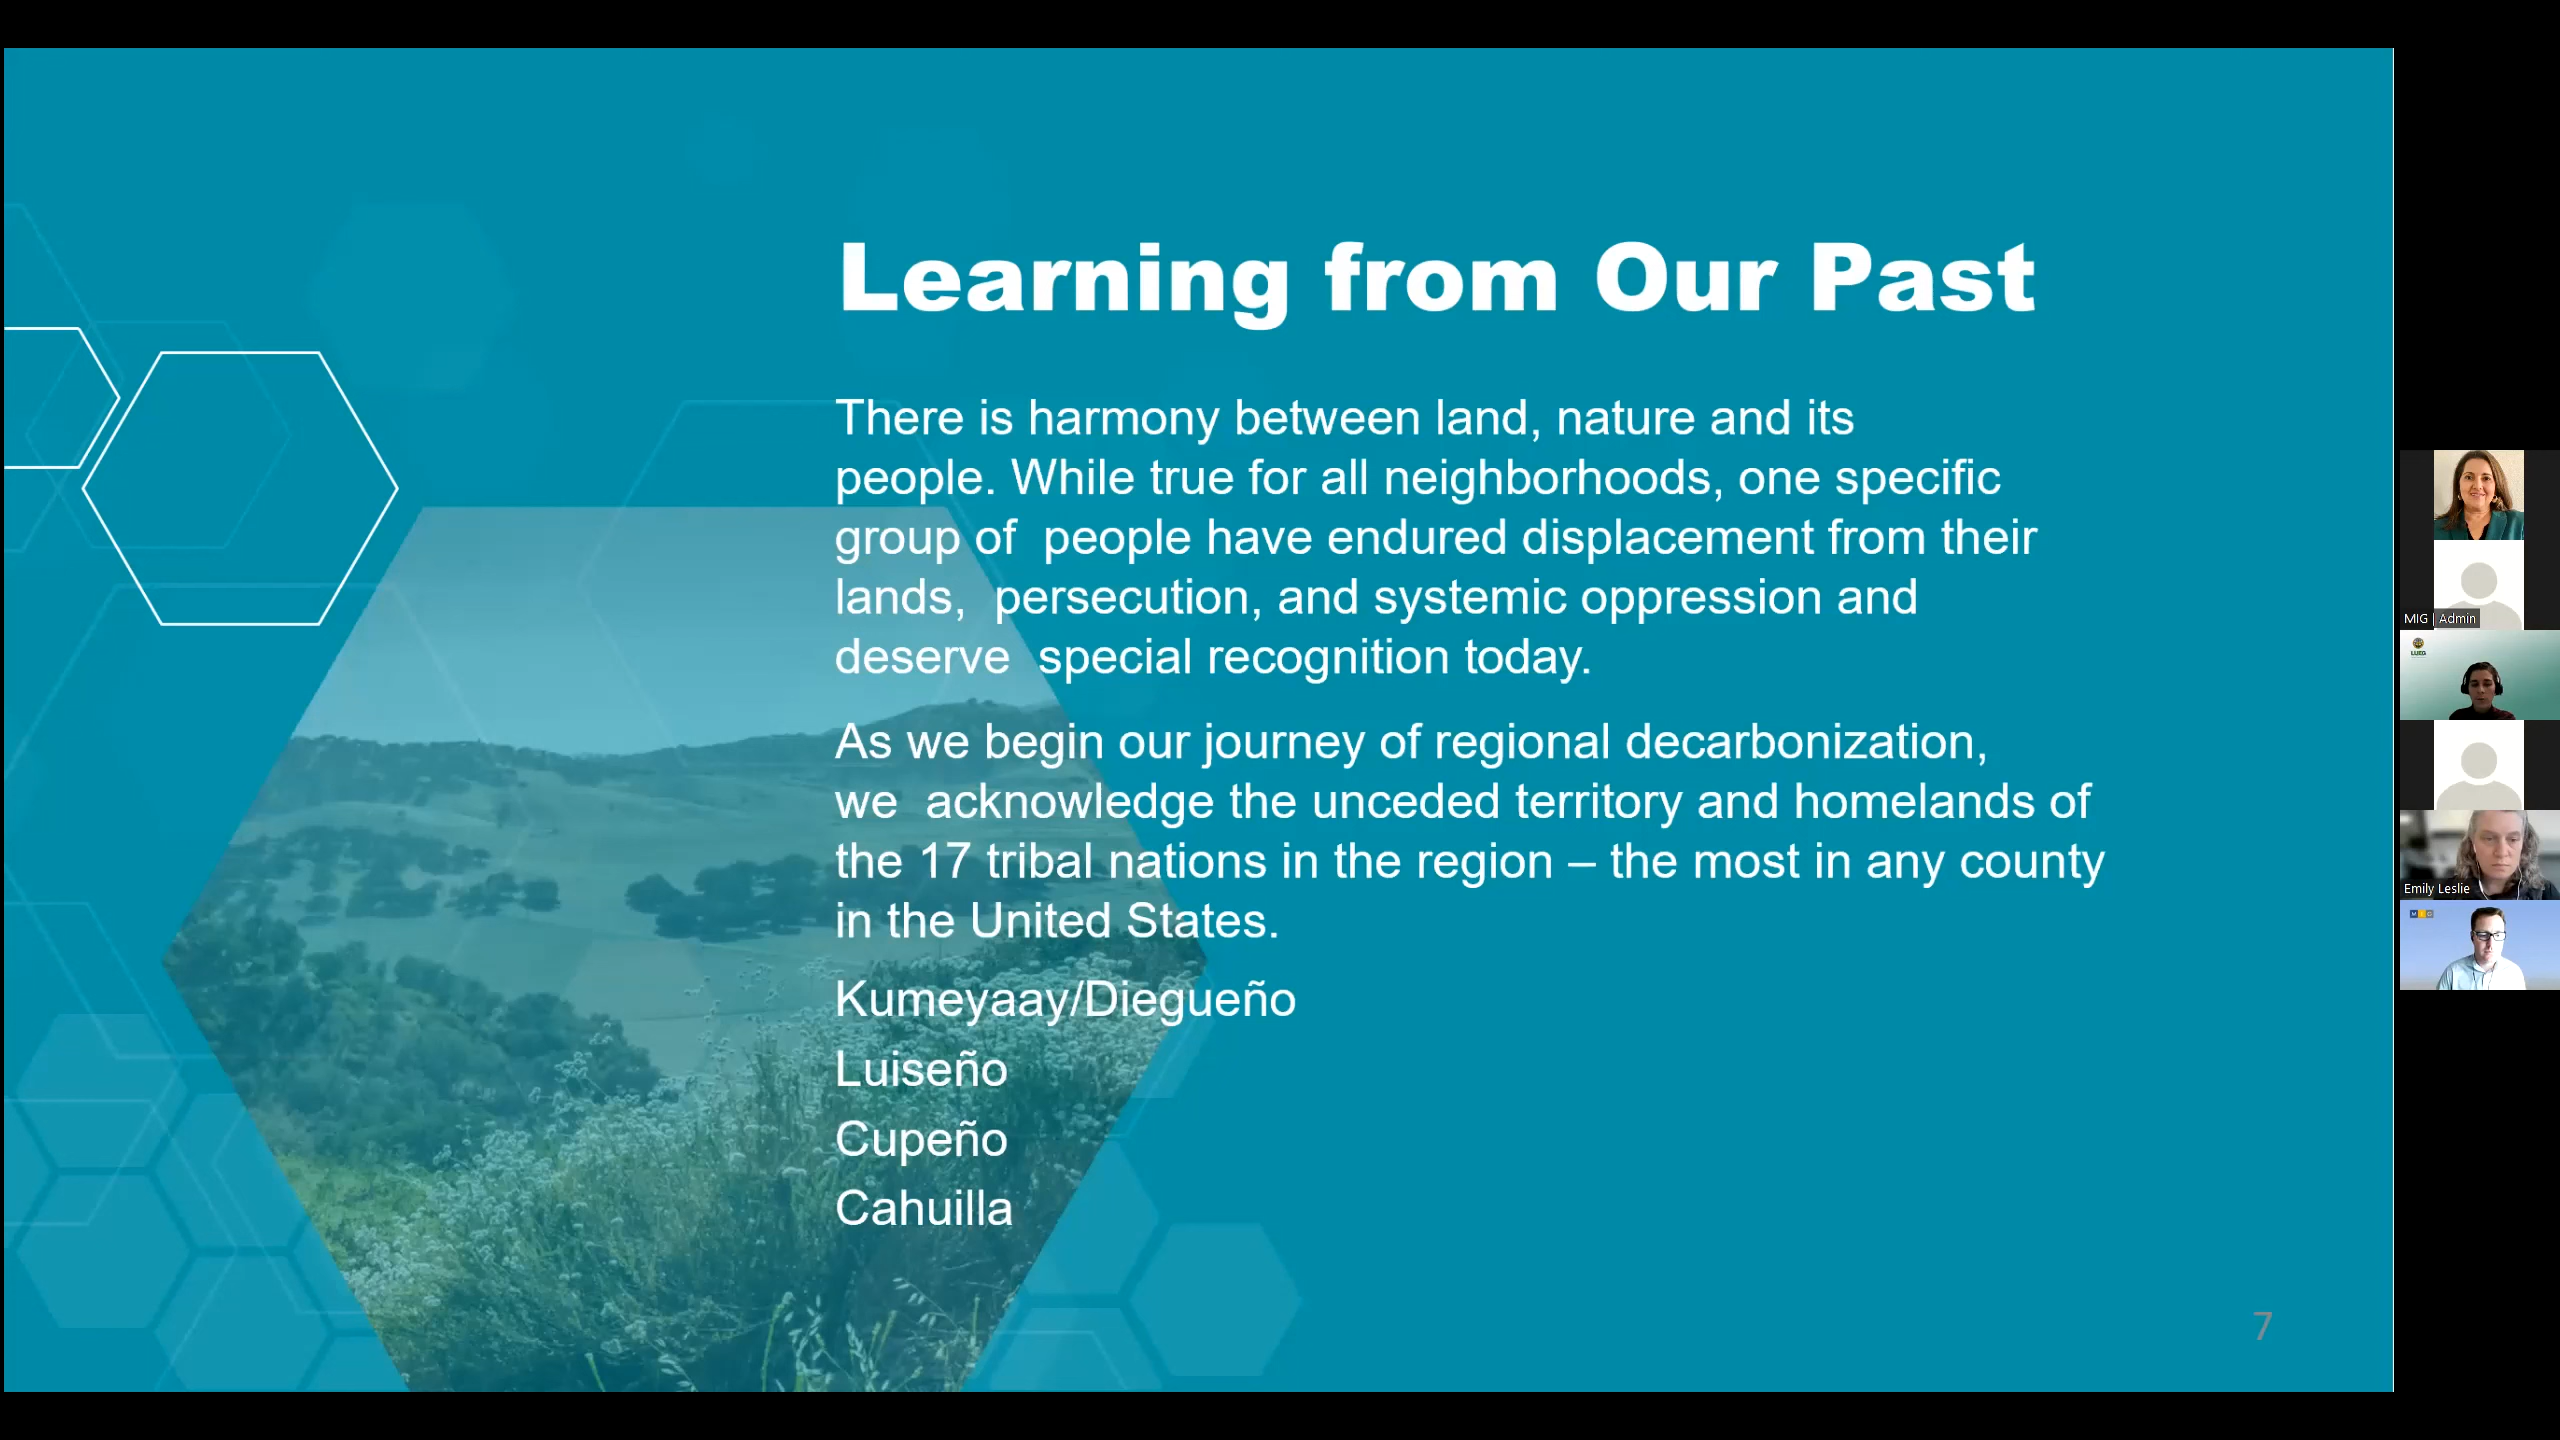 Learning from Our Past
There is harmony between land, nature and its
people. While true for all neighborhoods, one specific
group of  people have endured displacement from their
lands,  persecution, and systemic oppression and
deserve  special recognition today.
As we begin our journey of regional decarbonization,
we  acknowledge the unceded territory and homelands of
the 17 tribal nations in the region – the most in any county
in the United States.
Kumeyaay/Diegueño
Luiseño
Cupeño
Cahuilla
7
MIG | Admin
LUEG
Emily Leslie
MIG